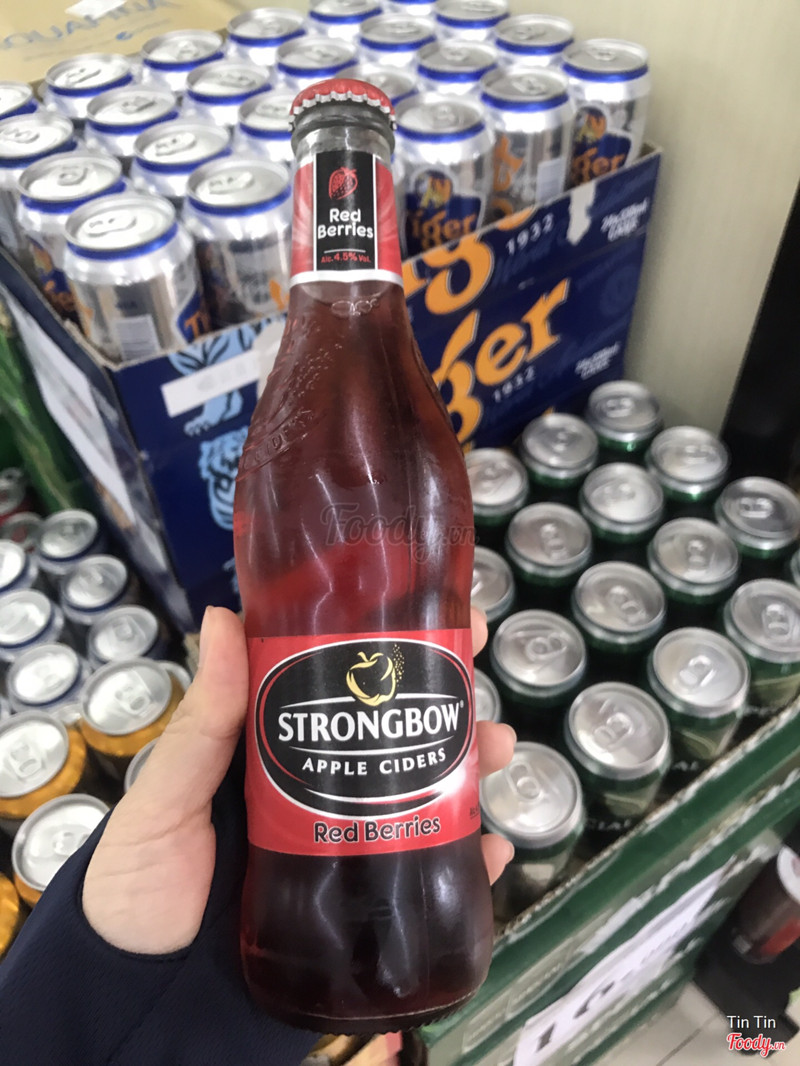 Red
Berries
Alc.4.5% Vol.
STRONGBOW
APPLE CIDERS
Red Berries
Tiger
Tiger
1932
Tiger
1932
Foody.vn
Tin Tin
Foody.vn